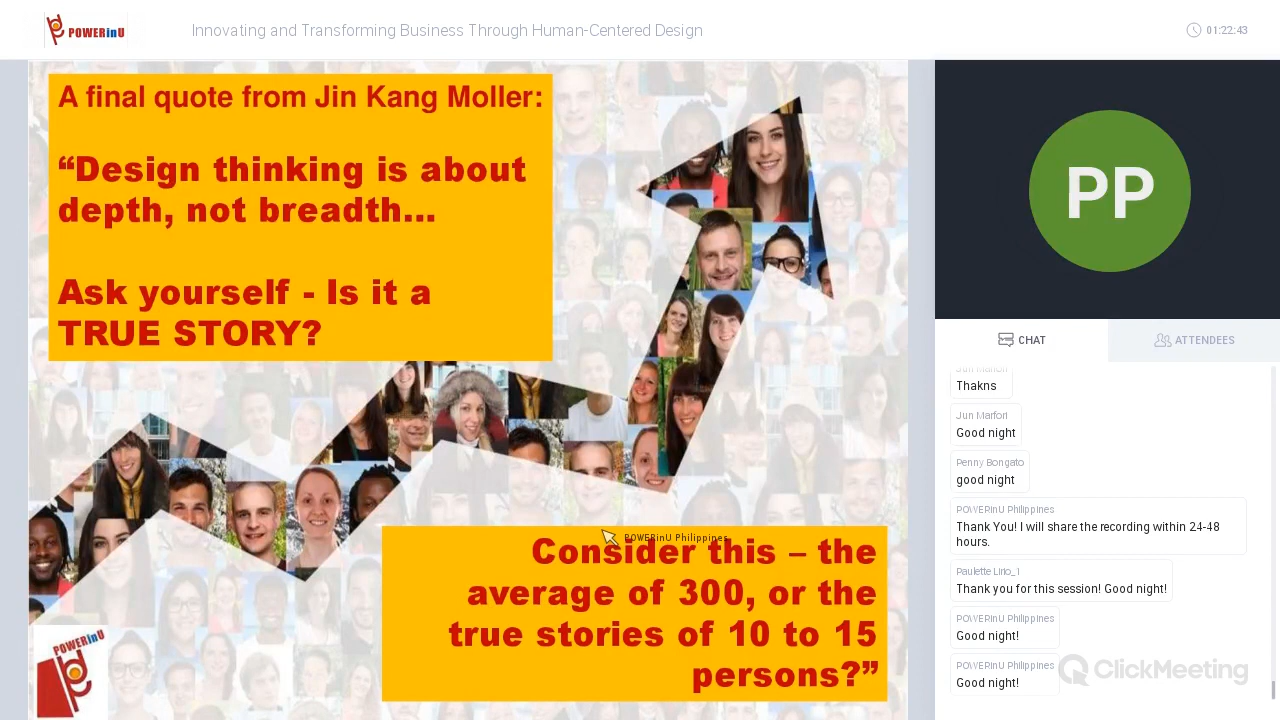 POWERinU
Innovating and Transforming Business Through Human-Centered Design
01:22:43
A final quote from Jin Kang Moller:
“Design thinking is about
depth, not breadth...
Ask yourself - Is it a
TRUE STORY?
POWERinU Philippines
Consider this – the
average of 300, or the
true stories of 10 to 15
persons?”
POWERinU
PP
CHAT
ATTENDEES
Thakns
Jun Marfori
Good night
Penny Bongato
good night
POWERinU Philippines
Thank You! I will share the recording within 24-48
hours.
Paulette Lirio_1
Thank you for this session! Good night!
POWERinU Philippines
Good night!
POWERinU Philippines
Good night!
ClickMeeting